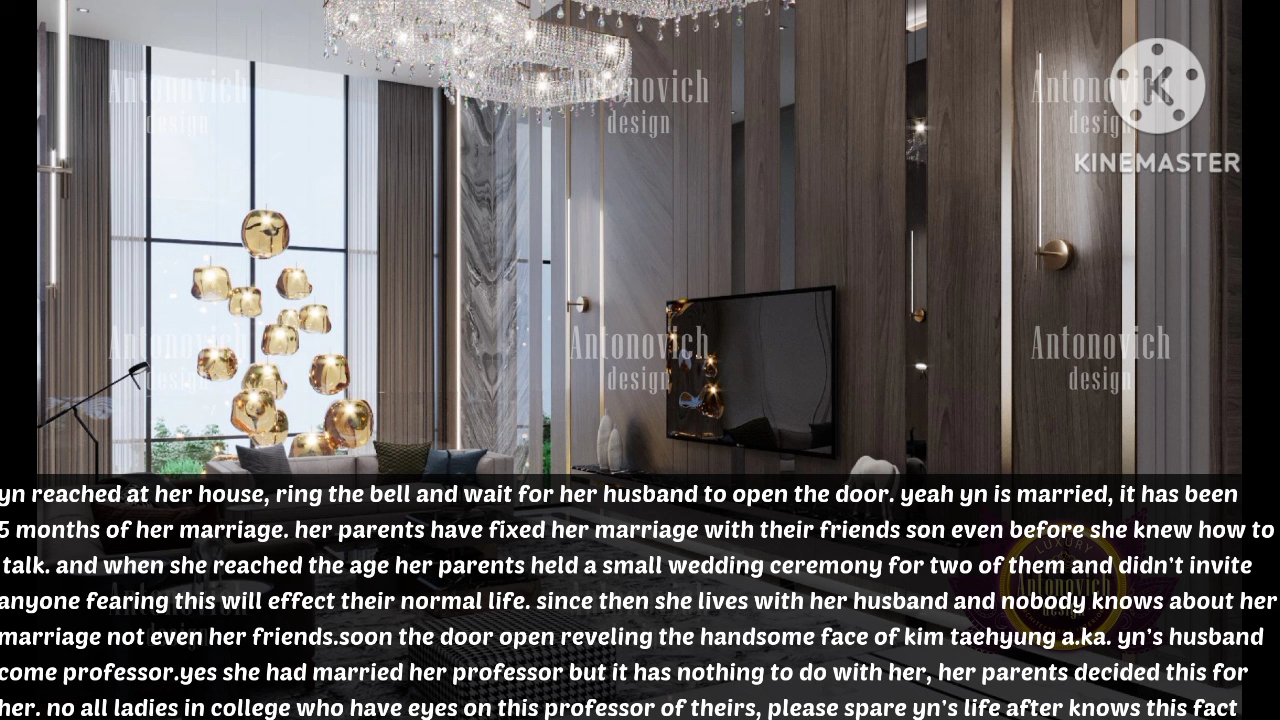 Antonovich
design
Antonovich
design
Antonovich
design
K
KINEMASTER
Antonovich
design
Antonovich
design
Antonovich
design
yn reached at her house, ring the bell and wait for her husband to open the door. yeah yn is married, it has been
5 months of her marriage. her parents have fixed her marriage with their friends son even before she knew how to
talk. and when she reached the age her parents held a small wedding ceremony for two of them and didn't invite
anyone fearing this will effect their normal life. since then she lives with her husband and nobody knows about her
marriage not even her friends.soon the door open reveling the handsome face of kim taehyung a.ka. yn's husband
come professor.yes she had married her professor but it has nothing to do with her, her parents decided this for
her. no all ladies in college who have eyes on this professor of theirs, please spare yn's life after knows this fact
LUXURY
Antonovich